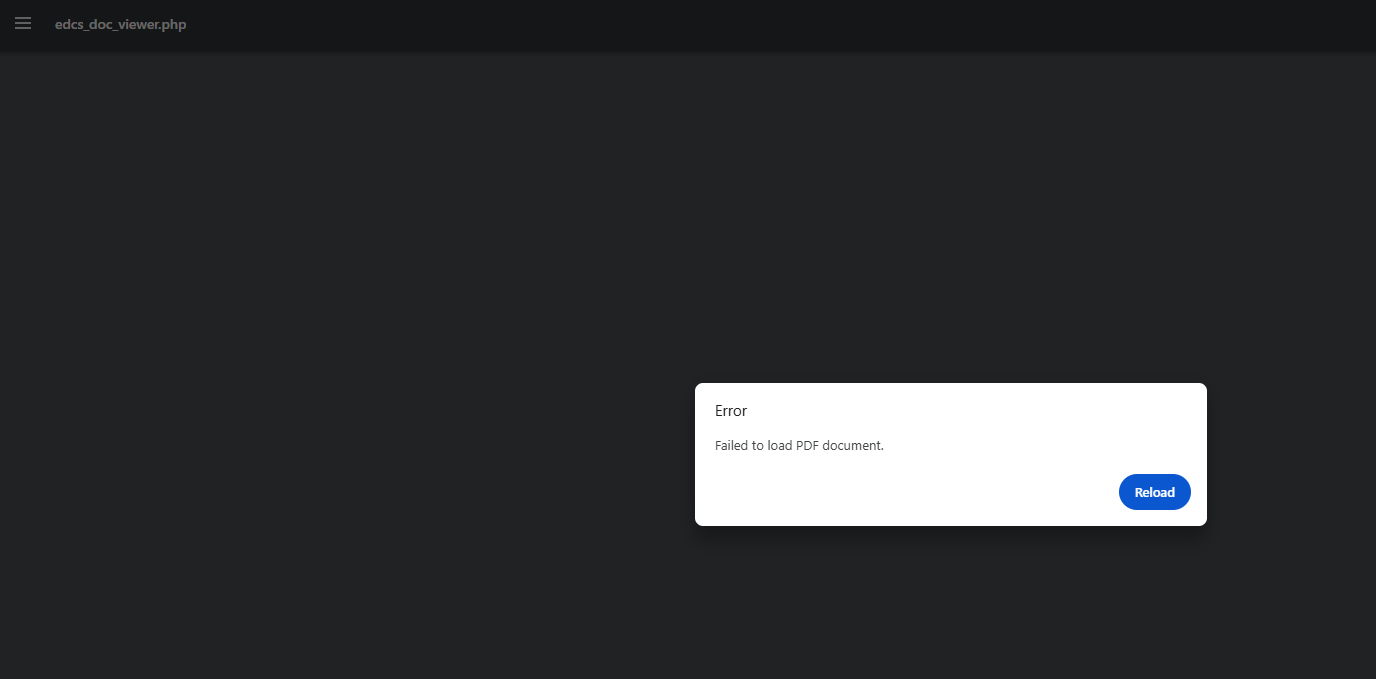 edcs_doc_viewer.php
Error
Failed to load PDF document.
Reload